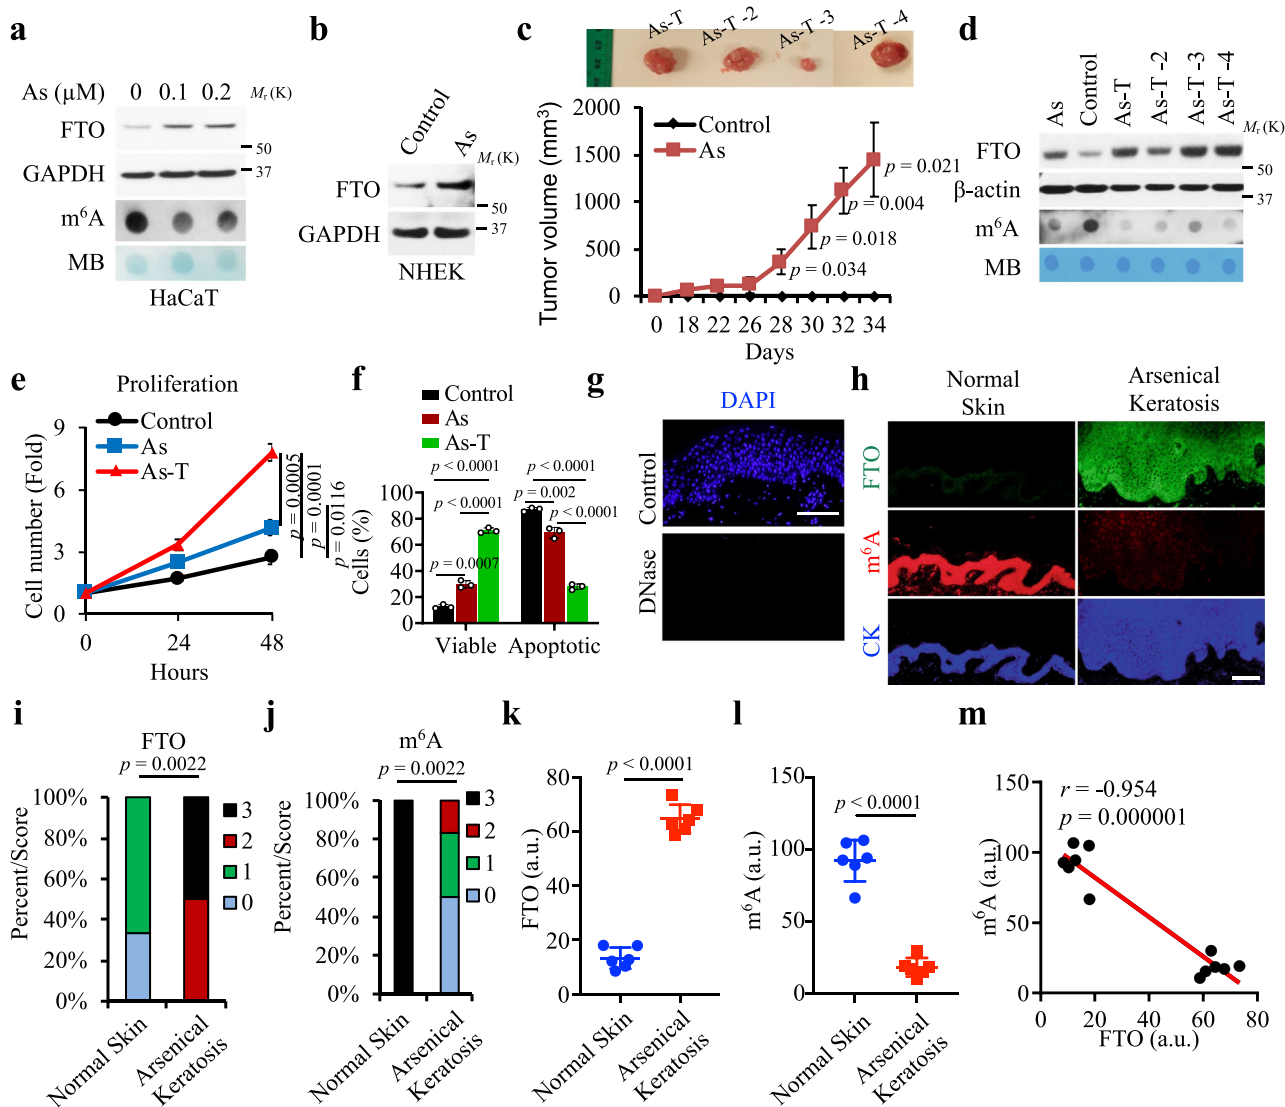 a
As (µM) 0 0.1 0.2 Mr (K)
FTO
50
GAPDH
37
m⁶A
MB
HaCaT
b
Control As
Mr (K)
FTO
50
GAPDH
37
NHEK
c
As-T As-T -2 As-T -3 As-T -4
Tumor volume (mm³)
2000
1500
1000
500
0
Control
As
p = 0.021
p = 0.004
p = 0.018
p = 0.034
0 18 22 26 28 30 32 34
Days
d
As Control As-T As-T -2 As-T -3 As-T -4
Mr (K)
FTO
50
β-actin
37
m⁶A
MB
e
Proliferation
Control
As
As-T
Cell number (Fold)
9
6
3
0
p = 0.0005
p = 0.0001
p = 0.0116
0 24 48
Hours
f
Control
As
As-T
p < 0.0001 p < 0.0001
p < 0.0001 p = 0.002
p < 0.0001
p = 0.0007
Cells (%)
100
80
60
40
20
0
Viable Apoptotic
g
DAPI
Control
DNase
h
Normal Skin
Arsenical Keratosis
FTO
m⁶A
CK
i
FTO
p = 0.0022
Percent/Score
100%
80%
60%
40%
20%
0%
3
2
1
0
Normal Skin
Arsenical Keratosis
j
m⁶A
p = 0.0022
Percent/Score
100%
80%
60%
40%
20%
0%
3
2
1
0
Normal Skin
Arsenical Keratosis
k
p < 0.0001
FTO (a.u.)
80
60
40
20
0
Normal Skin
Arsenical Keratosis
l
p < 0.0001
m⁶A (a.u.)
150
100
50
0
Normal Skin
Arsenical Keratosis
m
r = -0.954
p = 0.000001
m⁶A (a.u.)
150
100
50
0
0 20 40 60 80
FTO (a.u.)